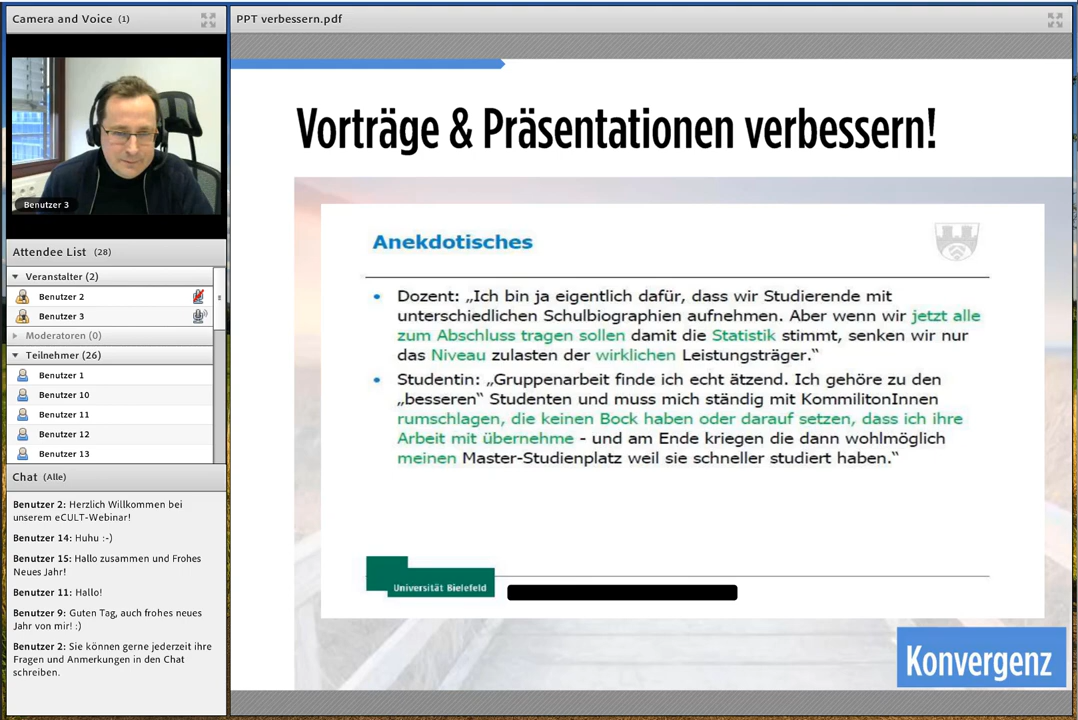 Camera and Voice (1)
Benutzer 3
Attendee List (28)
Veranstalter (2)
Benutzer 2
Benutzer 3
Moderatoren (0)
Teilnehmer (26)
Benutzer 1
Benutzer 10
Benutzer 11
Benutzer 12
Benutzer 13
Chat (Alle)
Benutzer 2: Herzlich Willkommen bei
unserem eCULT-Webinar!
Benutzer 14: Huhu :-)
Benutzer 15: Hallo zusammen und Frohes
Neues Jahr!
Benutzer 11: Hallo!
Benutzer 9: Guten Tag, auch frohes neues
Jahr von mir! :)
Benutzer 2: Sie können gerne jederzeit ihre
Fragen und Anmerkungen in den Chat
schreiben.
PPT verbessern.pdf
Vorträge & Präsentationen verbessern!
Anekdotisches
• Dozent: „Ich bin ja eigentlich dafür, dass wir Studierende mit
unterschiedlichen Schulbiographien aufnehmen. Aber wenn wir jetzt alle
zum Abschluss tragen sollen damit die Statistik stimmt, senken wir nur
das Niveau zulasten der wirklichen Leistungsträger.“
• Studentin: „Gruppenarbeit finde ich echt ätzend. Ich gehöre zu den
„besseren“ Studenten und muss mich ständig mit KommilitonInnen
rumschlagen, die keinen Bock haben oder darauf setzen, dass ich ihre
Arbeit mit übernehme - und am Ende kriegen die dann wohlmöglich
meinen Master-Studienplatz weil sie schneller studiert haben.“
Universität Bielefeld
Konvergenz